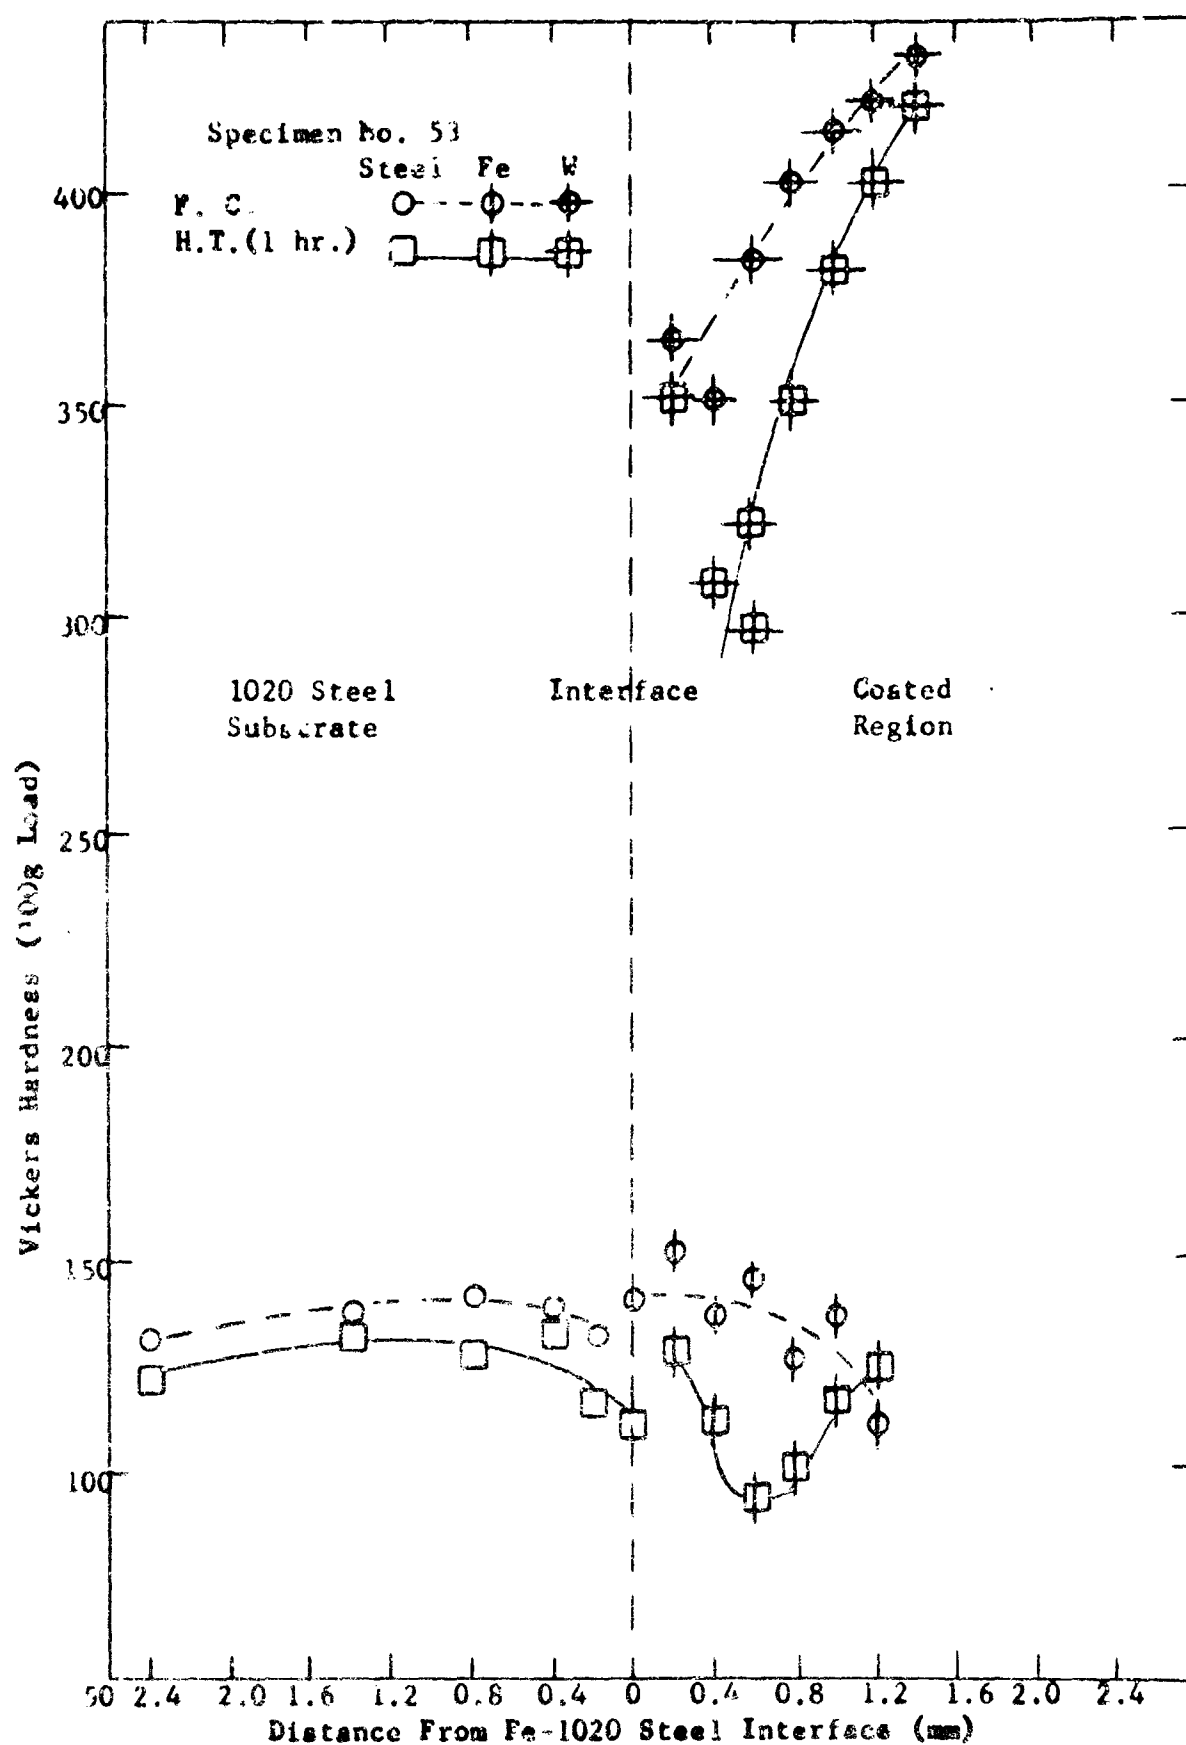 Specimen No. 53
Steel Fe W
F. C.
H.T.(1 hr.)
400
350
300
1020 Steel Interface Coated
Substrate Region
250
200
150
100
Vickers Hardness (100g Load)
50 2.4 2.0 1.6 1.2 0.8 0.4 0 0.4 0.8 1.2 1.6 2.0 2.4
Distance From Fe-1020 Steel Interface (mm)